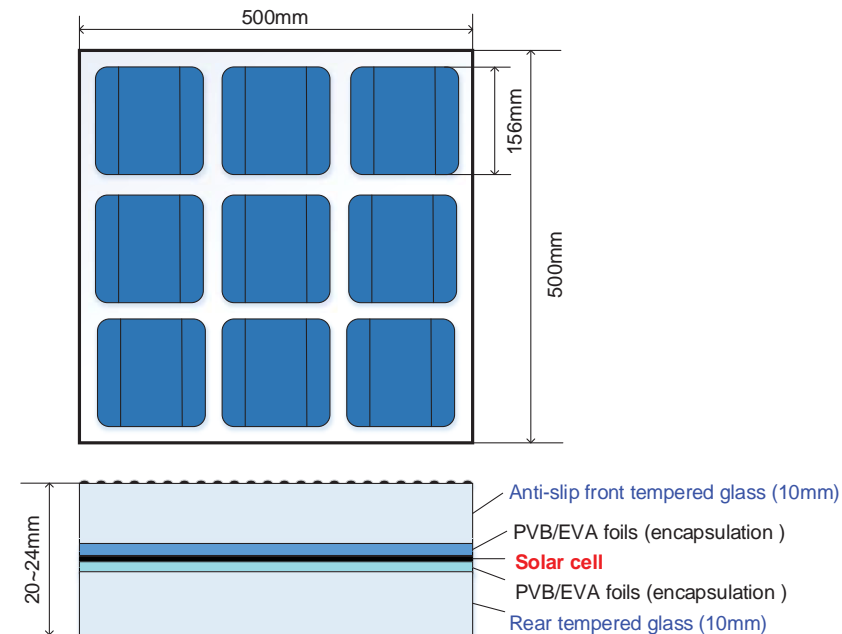 500mm
156mm
500mm
20~24mm
Anti-slip front tempered glass (10mm)
PVB/EVA foils (encapsulation )
Solar cell
PVB/EVA foils (encapsulation )
Rear tempered glass (10mm)